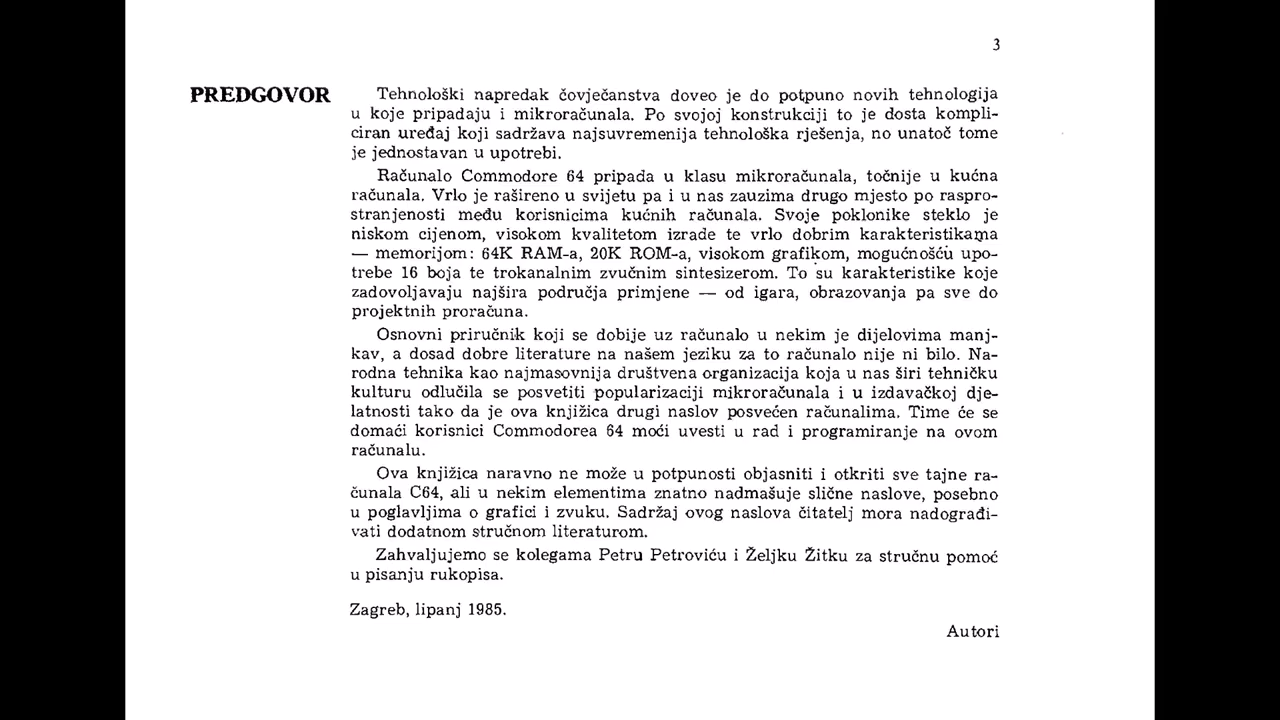 3
PREDGOVOR
Tehnološki napredak čovječanstva doveo je do potpuno novih tehnologija
u koje pripadaju i mikroračunala. Po svojoj konstrukciji to je dosta kompli-
ciran uređaj koji sadržava najsuvremenija tehnološka rješenja, no unatoč tome
je jednostavan u upotrebi.
Računalo Commodore 64 pripada u klasu mikroračunala, točnije u kućna
računala. Vrlo je rašireno u svijetu pa i u nas zauzima drugo mjesto po raspro-
stranjenosti među korisnicima kućnih računala. Svoje poklonike steklo je
niskom cijenom, visokom kvalitetom izrade te vrlo dobrim karakteristikama
— memorijom: 64K RAM-a, 20K ROM-a, visokom grafikom, mogućnošću upo-
trebe 16 boja te trokanalnim zvučnim sintesizerom. To su karakteristike koje
zadovoljavaju najšira područja primjene — od igara, obrazovanja pa sve do
projektnih proračuna.
Osnovni priručnik koji se dobije uz računalo u nekim je dijelovima manj-
kav, a dosad dobre literature na našem jeziku za to računalo nije ni bilo. Na-
rodna tehnika kao najmasovnija društvena organizacija koja u nas širi tehničku
kulturu odlučila se posvetiti popularizaciji mikroračunala i u izdavačkoj dje-
latnosti tako da je ova knjižica drugi naslov posvećen računalima. Time će se
domaći korisnici Commodorea 64 moći uvesti u rad i programiranje na ovom
računalu.
Ova knjižica naravno ne može u potpunosti objasniti i otkriti sve tajne ra-
čunala C64, ali u nekim elementima znatno nadmašuje slične naslove, posebno
u poglavljima o grafici i zvuku. Sadržaj ovog naslova čitatelj mora nadograđi-
vati dodatnom stručnom literaturom.
Zahvaljujemo se kolegama Petru Petroviću i Željku Žitku za stručnu pomoć
u pisanju rukopisa.
Zagreb, lipanj 1985.
Autori